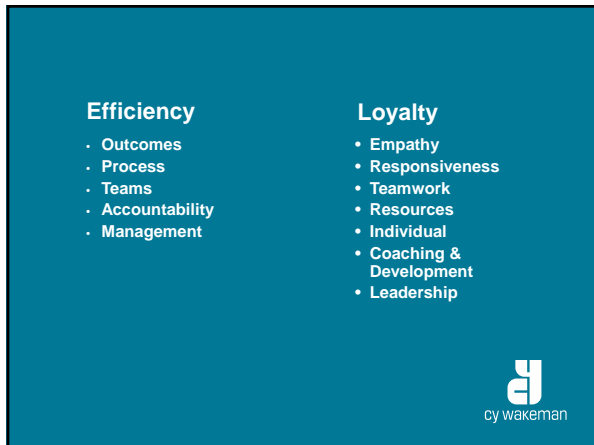 Efficiency
• Outcomes
• Process
• Teams
• Accountability
• Management
Loyalty
• Empathy
• Responsiveness
• Teamwork
• Resources
• Individual
• Coaching &
Development
• Leadership
cy wakeman